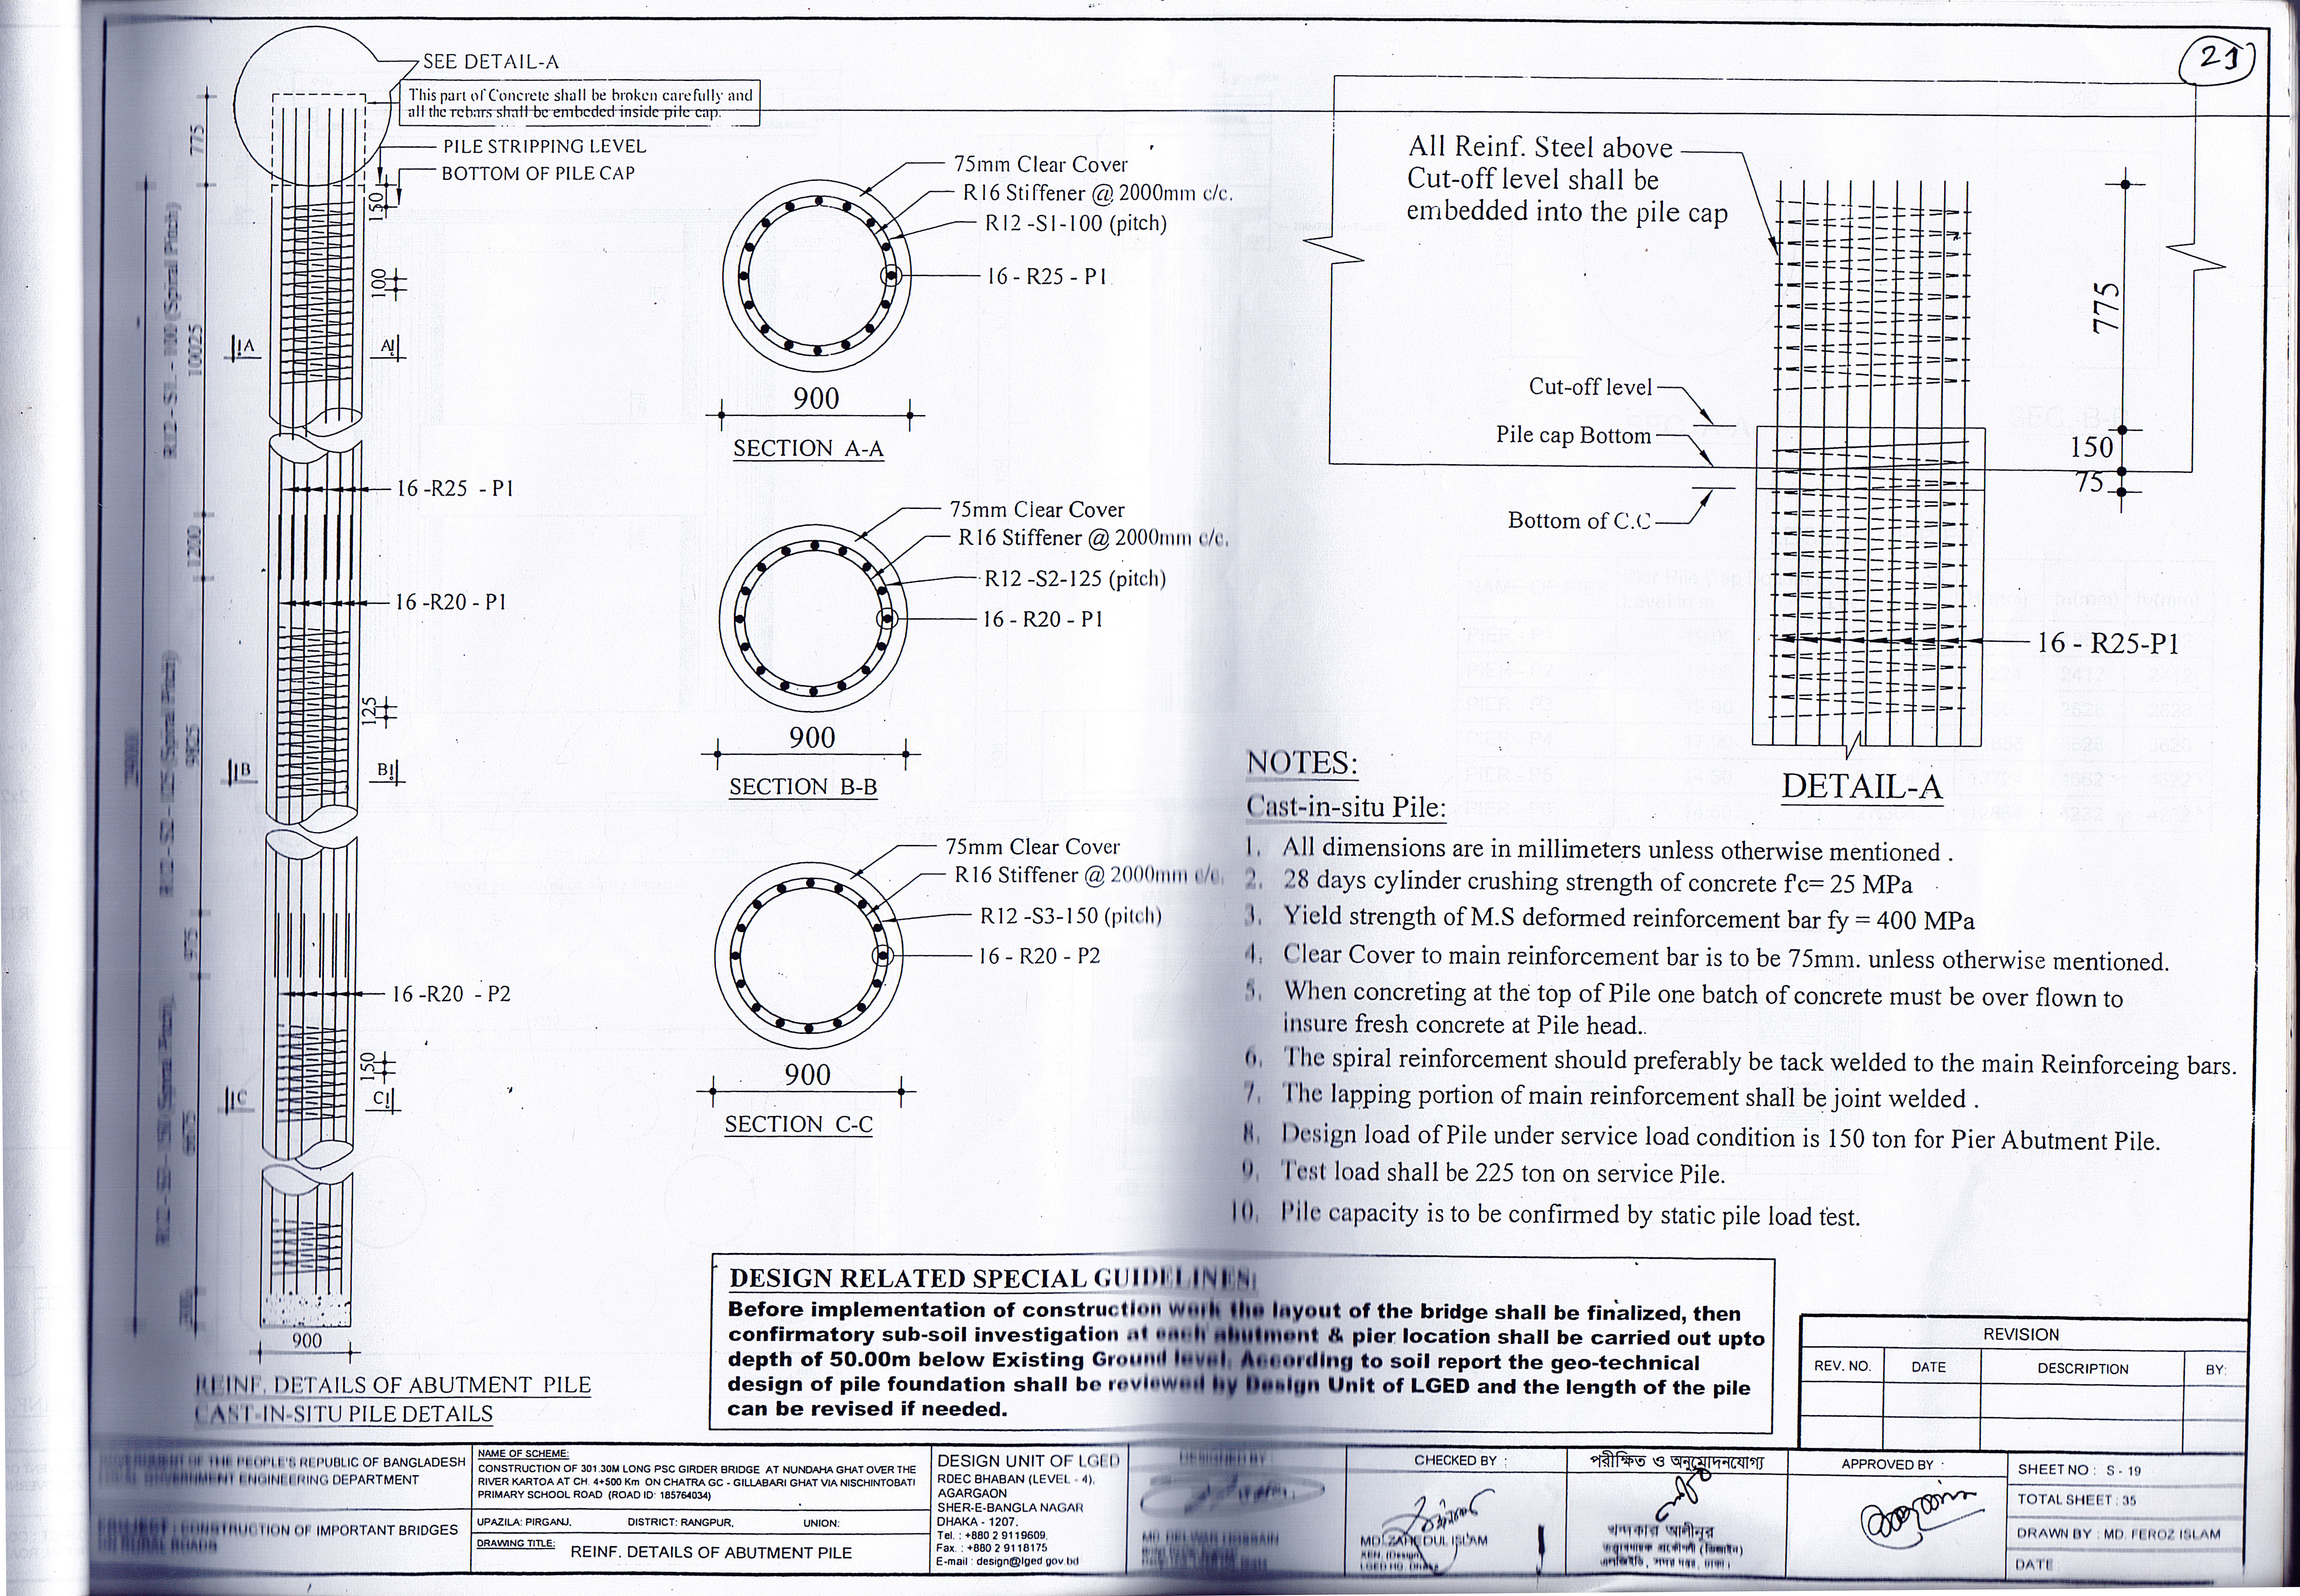 21
SEE DETAIL-A
This part of Concrete shall be broken carefully and
all the rebars shall be embeded inside pile cap.
PILE STRIPPING LEVEL
BOTTOM OF PILE CAP
775
150
100
R12 - S1 - 100 (Spiral Pitch)
10025
A
A
16 -R25 - P1
1200
16 -R20 - P1
125
R12 - S2 - 125 (Spiral Pitch)
9825
B
B
975
16 -R20 - P2
150
C
C
900
REINF. DETAILS OF ABUTMENT PILE
CAST-IN-SITU PILE DETAILS
75mm Clear Cover
R16 Stiffener @ 2000mm c/c.
R12 -S1-100 (pitch)
16 - R25 - P1
900
SECTION A-A
75mm Clear Cover
R16 Stiffener @ 2000mm c/c.
R12 -S2-125 (pitch)
16 - R20 - P1
900
SECTION B-B
75mm Clear Cover
R16 Stiffener @ 2000mm c/c.
R12 -S3-150 (pitch)
16 - R20 - P2
900
SECTION C-C
All Reinf. Steel above
Cut-off level shall be
embedded into the pile cap
775
Cut-off level
Pile cap Bottom
150
75
Bottom of C.C
16 - R25-P1
DETAIL-A
NOTES:
Cast-in-situ Pile:
1. All dimensions are in millimeters unless otherwise mentioned .
2. 28 days cylinder crushing strength of concrete f'c= 25 MPa
3. Yield strength of M.S deformed reinforcement bar fy = 400 MPa
4. Clear Cover to main reinforcement bar is to be 75mm. unless otherwise mentioned.
5. When concreting at the top of Pile one batch of concrete must be over flown to
insure fresh concrete at Pile head..
6. The spiral reinforcement should preferably be tack welded to the main Reinforceing bars.
7. The lapping portion of main reinforcement shall be joint welded .
8. Design load of Pile under service load condition is 150 ton for Pier Abutment Pile.
9. Test load shall be 225 ton on service Pile.
10. Pile capacity is to be confirmed by static pile load test.
DESIGN RELATED SPECIAL GUIDELINES:
Before implementation of construction work the layout of the bridge shall be finalized, then
confirmatory sub-soil investigation at each abutment & pier location shall be carried out upto
depth of 50.00m below Existing Ground level. According to soil report the geo-technical
design of pile foundation shall be reviewed by Design Unit of LGED and the length of the pile
can be revised if needed.
REVISION
REV. NO. DATE DESCRIPTION BY:
GOVERNMENT OF THE PEOPLE'S REPUBLIC OF BANGLADESH
LOCAL GOVERNMENT ENGINEERING DEPARTMENT
PROJECT : CONSTRUCTION OF IMPORTANT BRIDGES
ON RURAL ROADS
NAME OF SCHEME:
CONSTRUCTION OF 301.30M LONG PSC GIRDER BRIDGE AT NUNDAHA GHAT OVER THE
RIVER KARTOA AT CH. 4+500 Km ON CHATRA GC - GILLABARI GHAT VIA NISCHINTOBATI
PRIMARY SCHOOL ROAD (ROAD ID: 185764034)
UPAZILA: PIRGANJ, DISTRICT: RANGPUR, UNION:
DRAWING TITLE: REINF. DETAILS OF ABUTMENT PILE
DESIGN UNIT OF LGED
RDEC BHABAN (LEVEL - 4),
AGARGAON
SHER-E-BANGLA NAGAR
DHAKA - 1207.
Tel. : +880 2 9119609,
Fax. : +880 2 9118175
E-mail : design@lged gov.bd
DESIGNED BY
CHECKED BY :
MD. ZAHEDUL ISLAM
পরীক্ষিত ও অনুমোদনযোগ্য
APPROVED BY :
SHEET NO : S - 19
TOTAL SHEET : 35
DRAWN BY : MD. FEROZ ISLAM
DATE